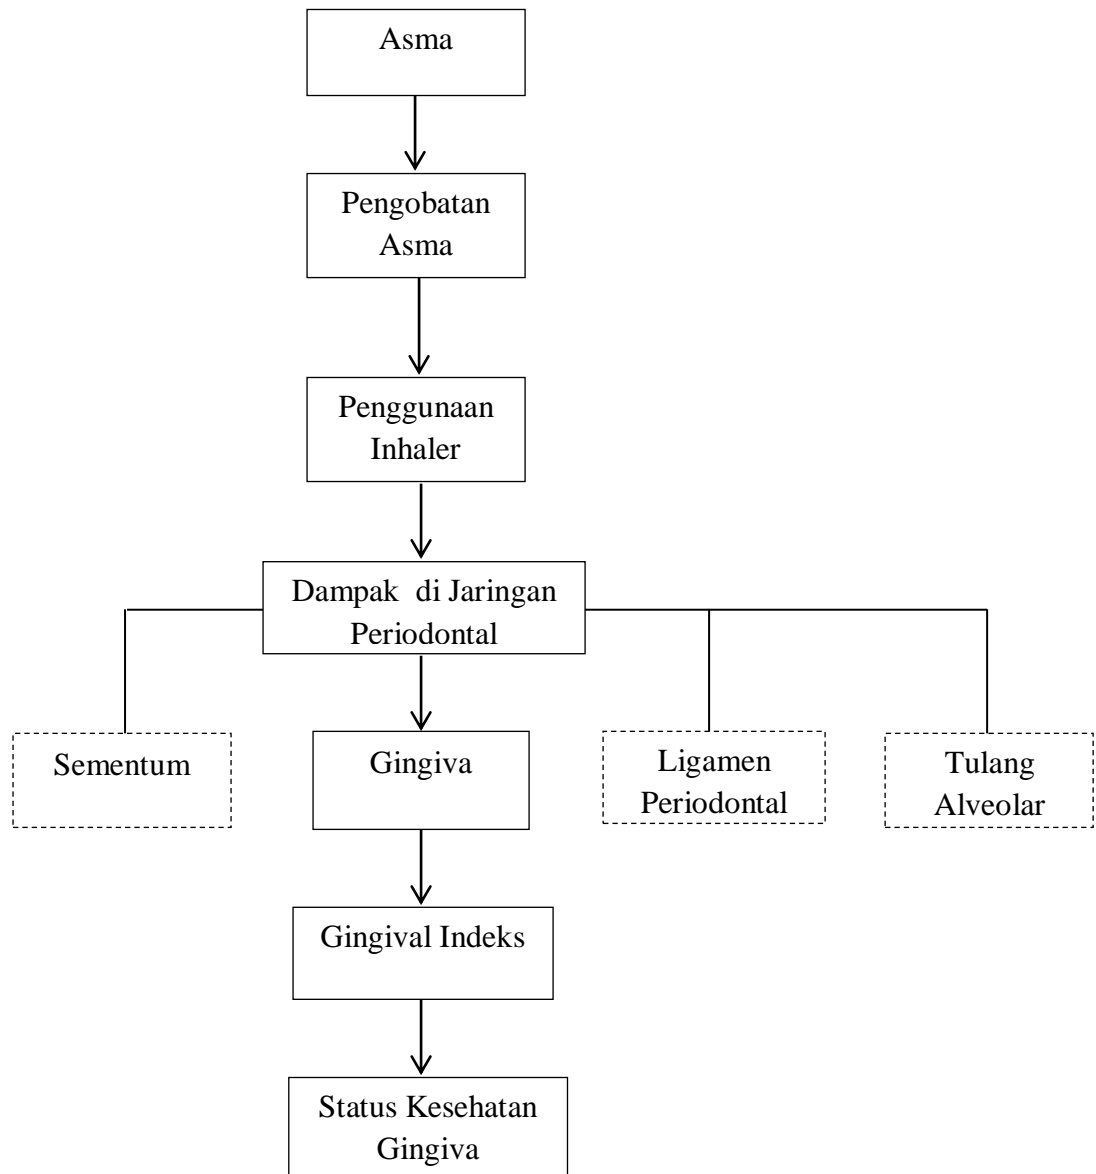 Asma
Pengobatan
Asma
Penggunaan
Inhaler
Dampak  di Jaringan
Periodontal
Sementum
Gingiva
Ligamen
Periodontal
Tulang
Alveolar
Gingival Indeks
Status Kesehatan
Gingiva